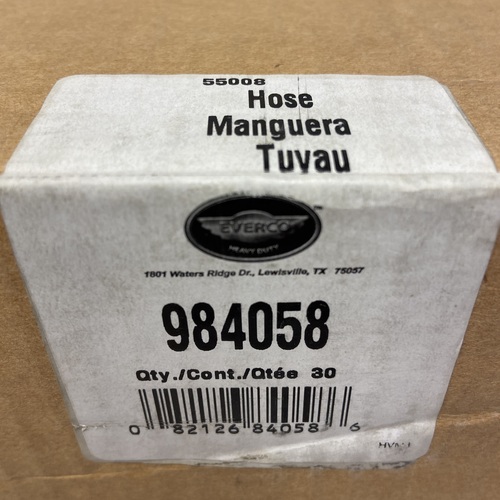 55008
Hose
Manguera
Tuyau
EVERCO
HEAVY DUTY
™
1801 Waters Ridge Dr., Lewisville, TX 75057
984058
Qty./Cont./Qtée 30
0 82126 84058 6